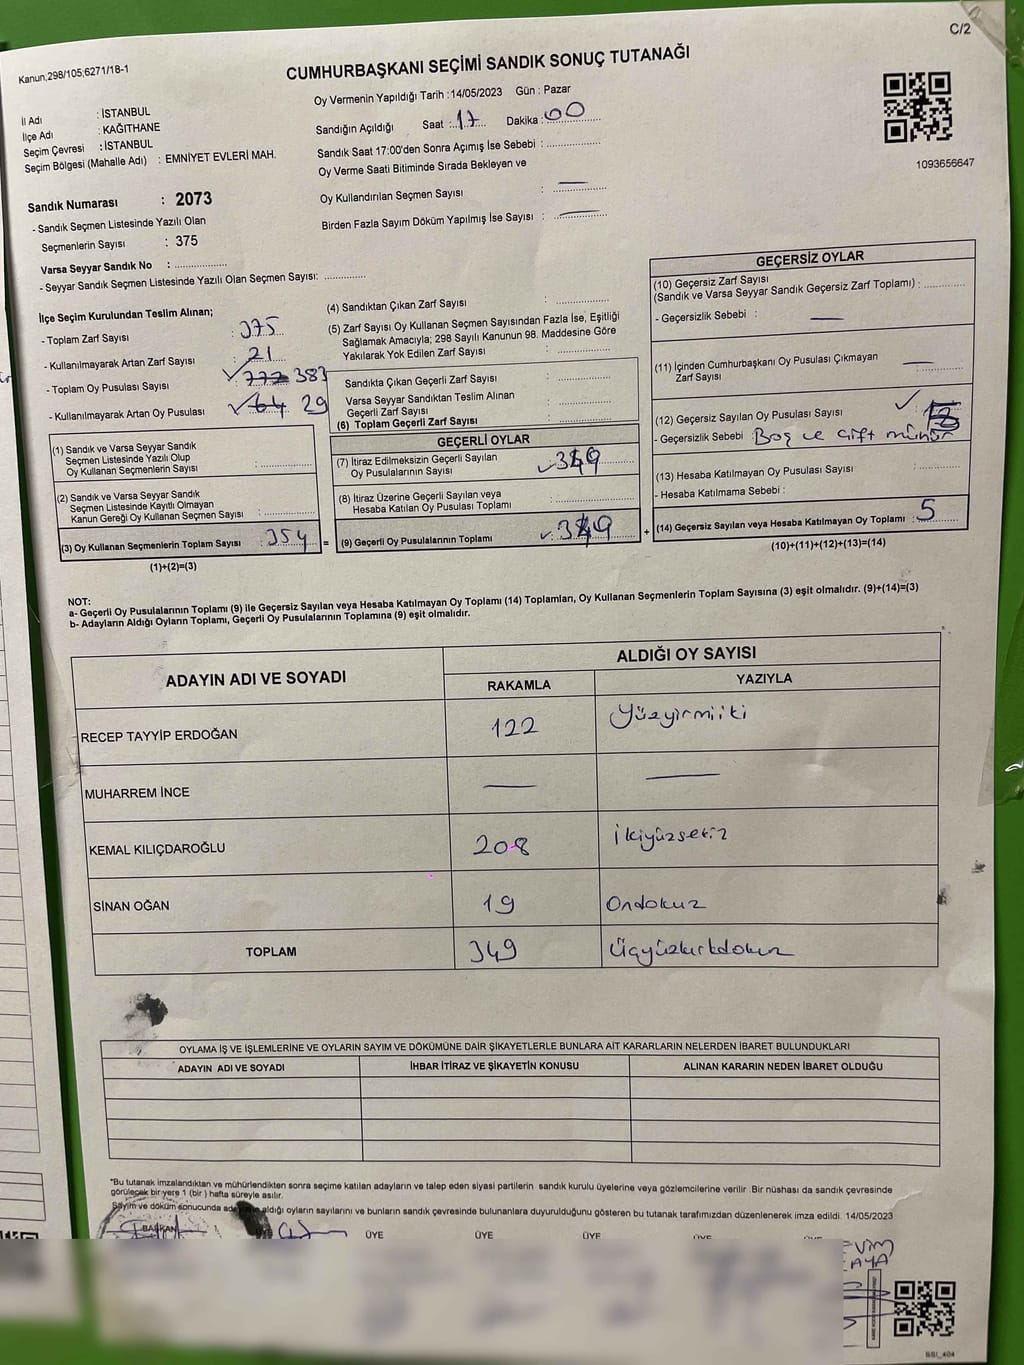 C/2
Kanun;298/105;6271/18-1
CUMHURBAŞKANI SEÇİMİ SANDIK SONUÇ TUTANAĞI
Oy Vermenin Yapıldığı Tarih :14/05/2023 Gün : Pazar
İl Adı : İSTANBUL
İlçe Adı : KAĞITHANE
Seçim Çevresi : İSTANBUL
Seçim Bölgesi (Mahalle Adı) : EMNİYET EVLERİ MAH.
Sandığın Açıldığı Saat : 17 Dakika : 00
Sandık Saat 17:00'den Sonra Açımış İse Sebebi :
Oy Verme Saati Bitiminde Sırada Bekleyen ve
Oy Kullandırılan Seçmen Sayısı : —
Birden Fazla Sayım Döküm Yapılmış İse Sayısı : —
1093656647
Sandık Numarası : 2073
- Sandık Seçmen Listesinde Yazılı Olan
Seçmenlerin Sayısı : 375
Varsa Seyyar Sandık No :
- Seyyar Sandık Seçmen Listesinde Yazılı Olan Seçmen Sayısı:
İlçe Seçim Kurulundan Teslim Alınan;
- Toplam Zarf Sayısı : 375
- Kullanılmayarak Artan Zarf Sayısı : 21
- Toplam Oy Pusulası Sayısı 383
- Kullanılmayarak Artan Oy Pusulası 64 29
(1) Sandık ve Varsa Seyyar Sandık
Seçmen Listesinde Yazılı Olup
Oy Kullanan Seçmenlerin Sayısı :
(2) Sandık ve Varsa Seyyar Sandık
Seçmen Listesinde Kayıtlı Olmayan
Kanun Gereği Oy Kullanan Seçmen Sayısı :
(3) Oy Kullanan Seçmenlerin Toplam Sayısı : 354 =
(1)+(2)=(3)
(4) Sandıktan Çıkan Zarf Sayısı :
(5) Zarf Sayısı Oy Kullanan Seçmen Sayısından Fazla İse, Eşitliği
Sağlamak Amacıyla; 298 Sayılı Kanunun 98. Maddesine Göre
Yakılarak Yok Edilen Zarf Sayısı :
Sandıkta Çıkan Geçerli Zarf Sayısı :
Varsa Seyyar Sandıktan Teslim Alınan
Geçerli Zarf Sayısı :
(6) Toplam Geçerli Zarf Sayısı :
GEÇERLİ OYLAR
(7) İtiraz Edilmeksizin Geçerli Sayılan
Oy Pusulalarının Sayısı : 349
(8) İtiraz Üzerine Geçerli Sayılan veya
Hesaba Katılan Oy Pusulası Toplamı :
(9) Geçerli Oy Pusulalarının Toplamı : 349 +
GEÇERSİZ OYLAR
(10) Geçersiz Zarf Sayısı
(Sandık ve Varsa Seyyar Sandık Geçersiz Zarf Toplamı) :
- Geçersizlik Sebebi : —
(11) İçinden Cumhurbaşkanı Oy Pusulası Çıkmayan
Zarf Sayısı : —
(12) Geçersiz Sayılan Oy Pusulası Sayısı :
- Geçersizlik Sebebi Boş ve çift mühür
(13) Hesaba Katılmayan Oy Pusulası Sayısı :
- Hesaba Katılmama Sebebi :
(14) Geçersiz Sayılan veya Hesaba Katılmayan Oy Toplamı : 5
(10)+(11)+(12)+(13)=(14)
NOT:
a- Geçerli Oy Pusulalarının Toplamı (9) ile Geçersiz Sayılan veya Hesaba Katılmayan Oy Toplamı (14) Toplamları, Oy Kullanan Seçmenlerin Toplam Sayısına (3) eşit olmalıdır. (9)+(14)=(3)
b- Adayların Aldığı Oyların Toplamı, Geçerli Oy Pusulalarının Toplamına (9) eşit olmalıdır.
ADAYIN ADI VE SOYADI
ALDIĞI OY SAYISI
RAKAMLA YAZIYLA
RECEP TAYYİP ERDOĞAN 122 Yüzyirmiiki
MUHARREM İNCE — —
KEMAL KILIÇDAROĞLU 208 İkiyüzsekiz
SİNAN OĞAN 19 Ondokuz
TOPLAM 349 Üçyüzkırkdokuz
OYLAMA İŞ VE İŞLEMLERİNE VE OYLARIN SAYIM VE DÖKÜMÜNE DAİR ŞİKAYETLERLE BUNLARA AİT KARARLARIN NELERDEN İBARET BULUNDUKLARI
ADAYIN ADI VE SOYADI İHBAR İTİRAZ VE ŞİKAYETİN KONUSU ALINAN KARARIN NEDEN İBARET OLDUĞU
*Bu tutanak imzalandıktan ve mühürlendikten sonra seçime katılan adayların ve talep eden siyasi partilerin sandık kurulu üyelerine veya gözlemcilerine verilir .Bir nüshası da sandık çevresinde
görülecek bir yere 1 (bir ) hafta süreyle asılır.
Sayım ve döküm sonucunda aldığı oyların sayılarını ve bunların sandık çevresinde bulunanlara duyurulduğunu gösteren bu tutanak tarafımızdan düzenlenerek imza edildi. 14/05/2023
BAŞKAN ÜYE ÜYE ÜYE ÜYE